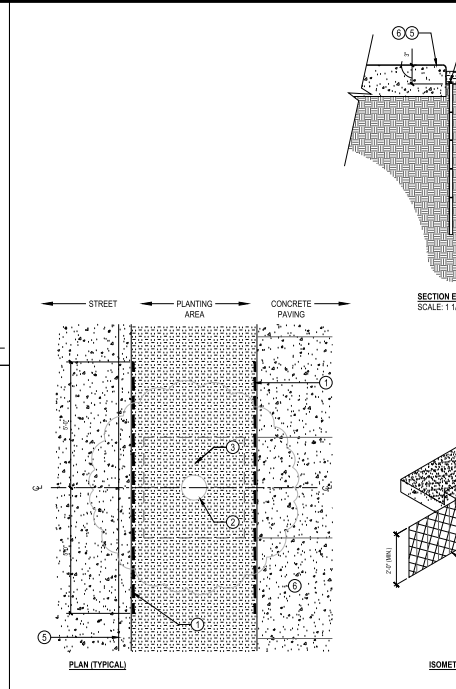 6 5
3"
SECTION E
SCALE: 1 1/
STREET
PLANTING
AREA
CONCRETE
PAVING
1
3
2
℄
℄
6
1
5
2'-0" (MIN.)
PLAN (TYPICAL)
ISOMET